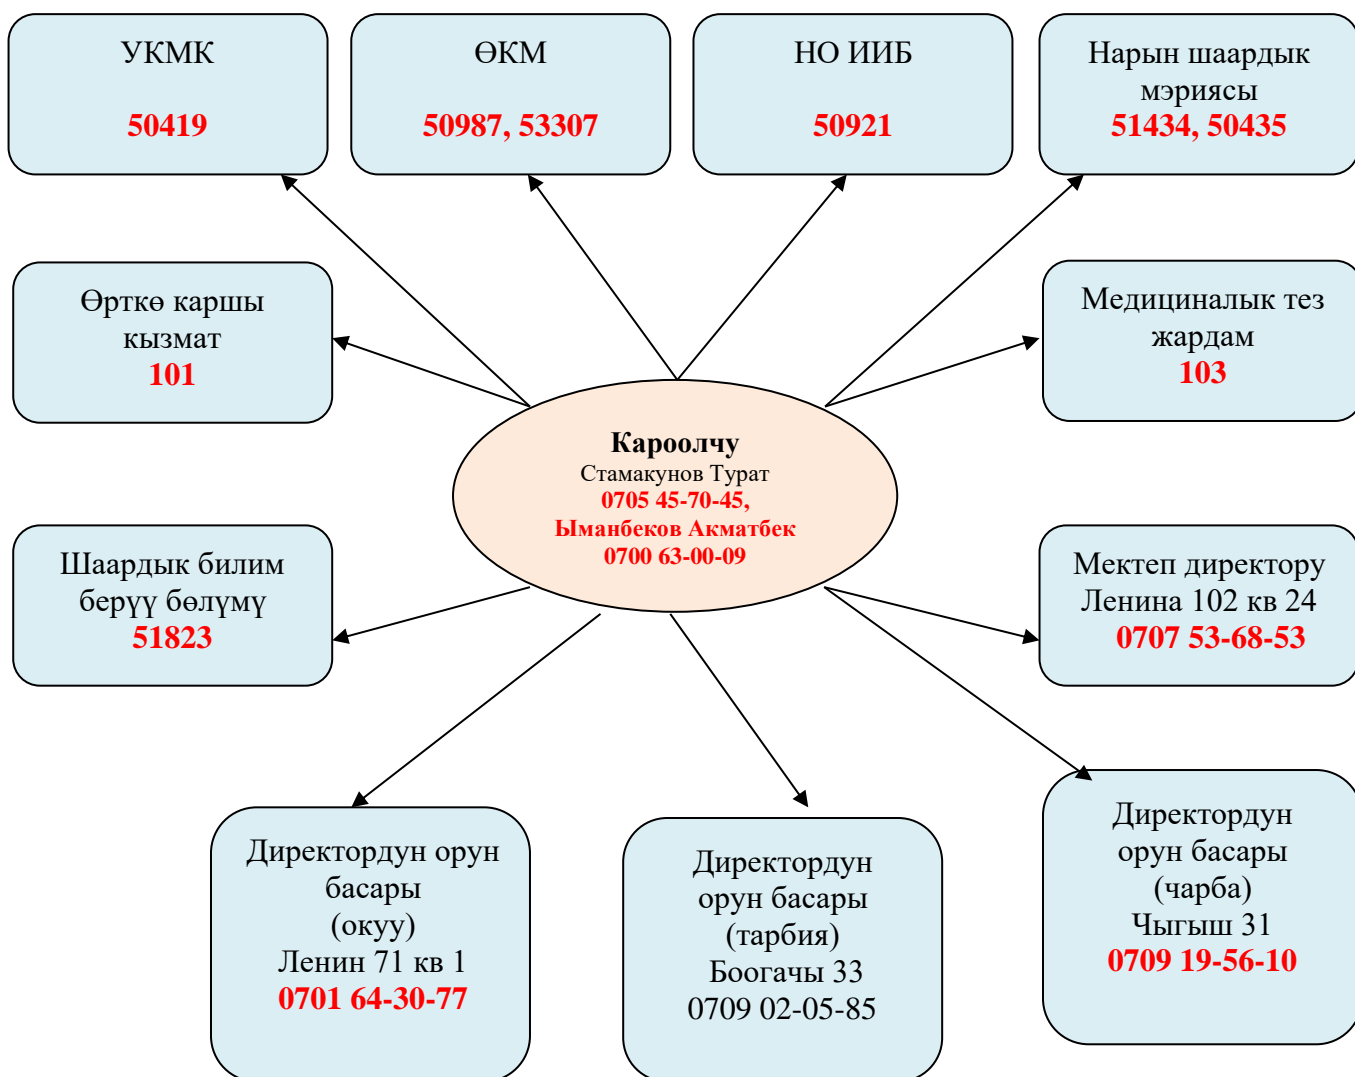 УКМК
50419
ӨКМ
50987, 53307
НО ИИБ
50921
Нарын шаардык
мэриясы
51434, 50435
Өрткө каршы
кызмат
101
Медициналык тез
жардам
103
Кароолчу
Стамакунов Турат
0705 45-70-45,
Ыманбеков Акматбек
0700 63-00-09
Шаардык билим
берүү бөлүмү
51823
Мектеп директору
Ленина 102 кв 24
0707 53-68-53
Директордун орун
басары
(окуу)
Ленин 71 кв 1
0701 64-30-77
Директордун
орун басары
(тарбия)
Боогачы 33
0709 02-05-85
Директордун
орун басары
(чарба)
Чыгыш 31
0709 19-56-10